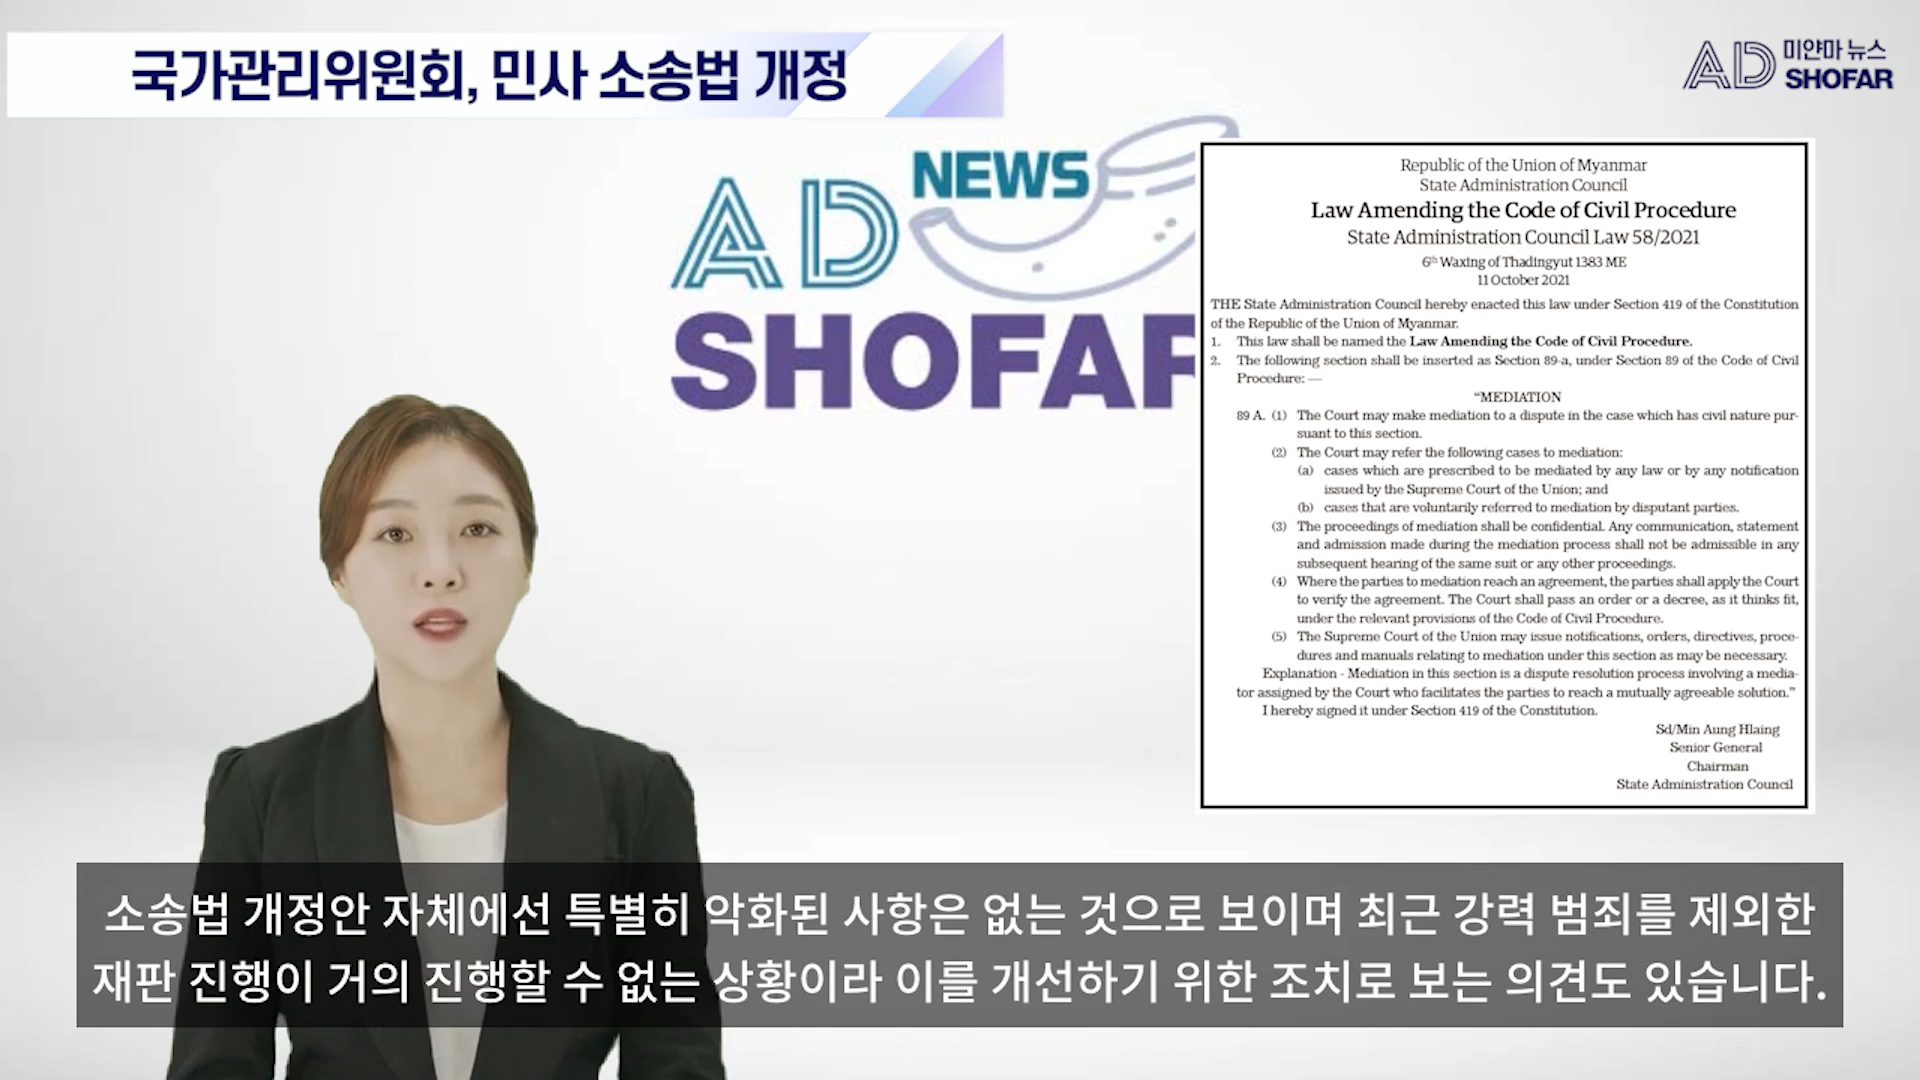 국가관리위원회, 민사 소송법 개정
AD 미얀마 뉴스
SHOFAR
AD NEWS
SHOFAR
Republic of the Union of Myanmar
State Administration Council
Law Amending the Code of Civil Procedure
State Administration Council Law 58/2021
6th Waxing of Thadingyut 1383 ME
11 October 2021
THE State Administration Council hereby enacted this law under Section 419 of the Constitution
of the Republic of the Union of Myanmar.
1. This law shall be named the Law Amending the Code of Civil Procedure.
2. The following section shall be inserted as Section 89-a, under Section 89 of the Code of Civil
Procedure: —
“MEDIATION
89 A. (1) The Court may make mediation to a dispute in the case which has civil nature pur-
suant to this section.
(2) The Court may refer the following cases to mediation:
(a) cases which are prescribed to be mediated by any law or by any notification
issued by the Supreme Court of the Union; and
(b) cases that are voluntarily referred to mediation by disputant parties.
(3) The proceedings of mediation shall be confidential. Any communication, statement
and admission made during the mediation process shall not be admissible in any
subsequent hearing of the same suit or any other proceedings.
(4) Where the parties to mediation reach an agreement, the parties shall apply the Court
to verify the agreement. The Court shall pass an order or a decree, as it thinks fit,
under the relevant provisions of the Code of Civil Procedure.
(5) The Supreme Court of the Union may issue notifications, orders, directives, proce-
dures and manuals relating to mediation under this section as may be necessary.
Explanation - Mediation in this section is a dispute resolution process involving a media-
tor assigned by the Court who facilitates the parties to reach a mutually agreeable solution.”
I hereby signed it under Section 419 of the Constitution.
Sd/Min Aung Hlaing
Senior General
Chairman
State Administration Council
소송법 개정안 자체에선 특별히 악화된 사항은 없는 것으로 보이며 최근 강력 범죄를 제외한
재판 진행이 거의 진행할 수 없는 상황이라 이를 개선하기 위한 조치로 보는 의견도 있습니다.